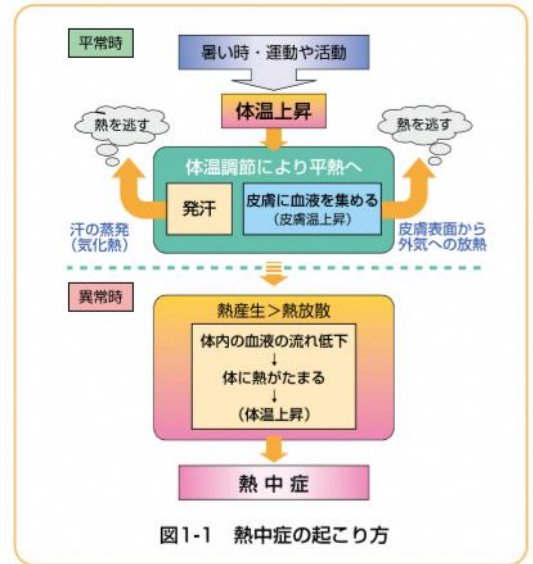 平常時
暑い時・運動や活動
体温上昇
熱を逃す
熱を逃す
体温調節により平熱へ
発汗
皮膚に血液を集める
(皮膚温上昇)
汗の蒸発
(気化熱)
皮膚表面から
外気への放熱
異常時
熱産生>熱放散
体内の血液の流れ低下
↓
体に熱がたまる
↓
(体温上昇)
熱中症
図1-1 熱中症の起こり方